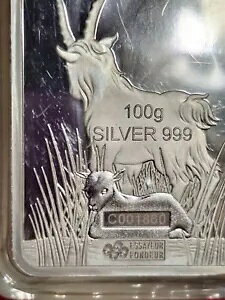 100g
SILVER 999
C001880
ESSAYEUR
FONDEUR